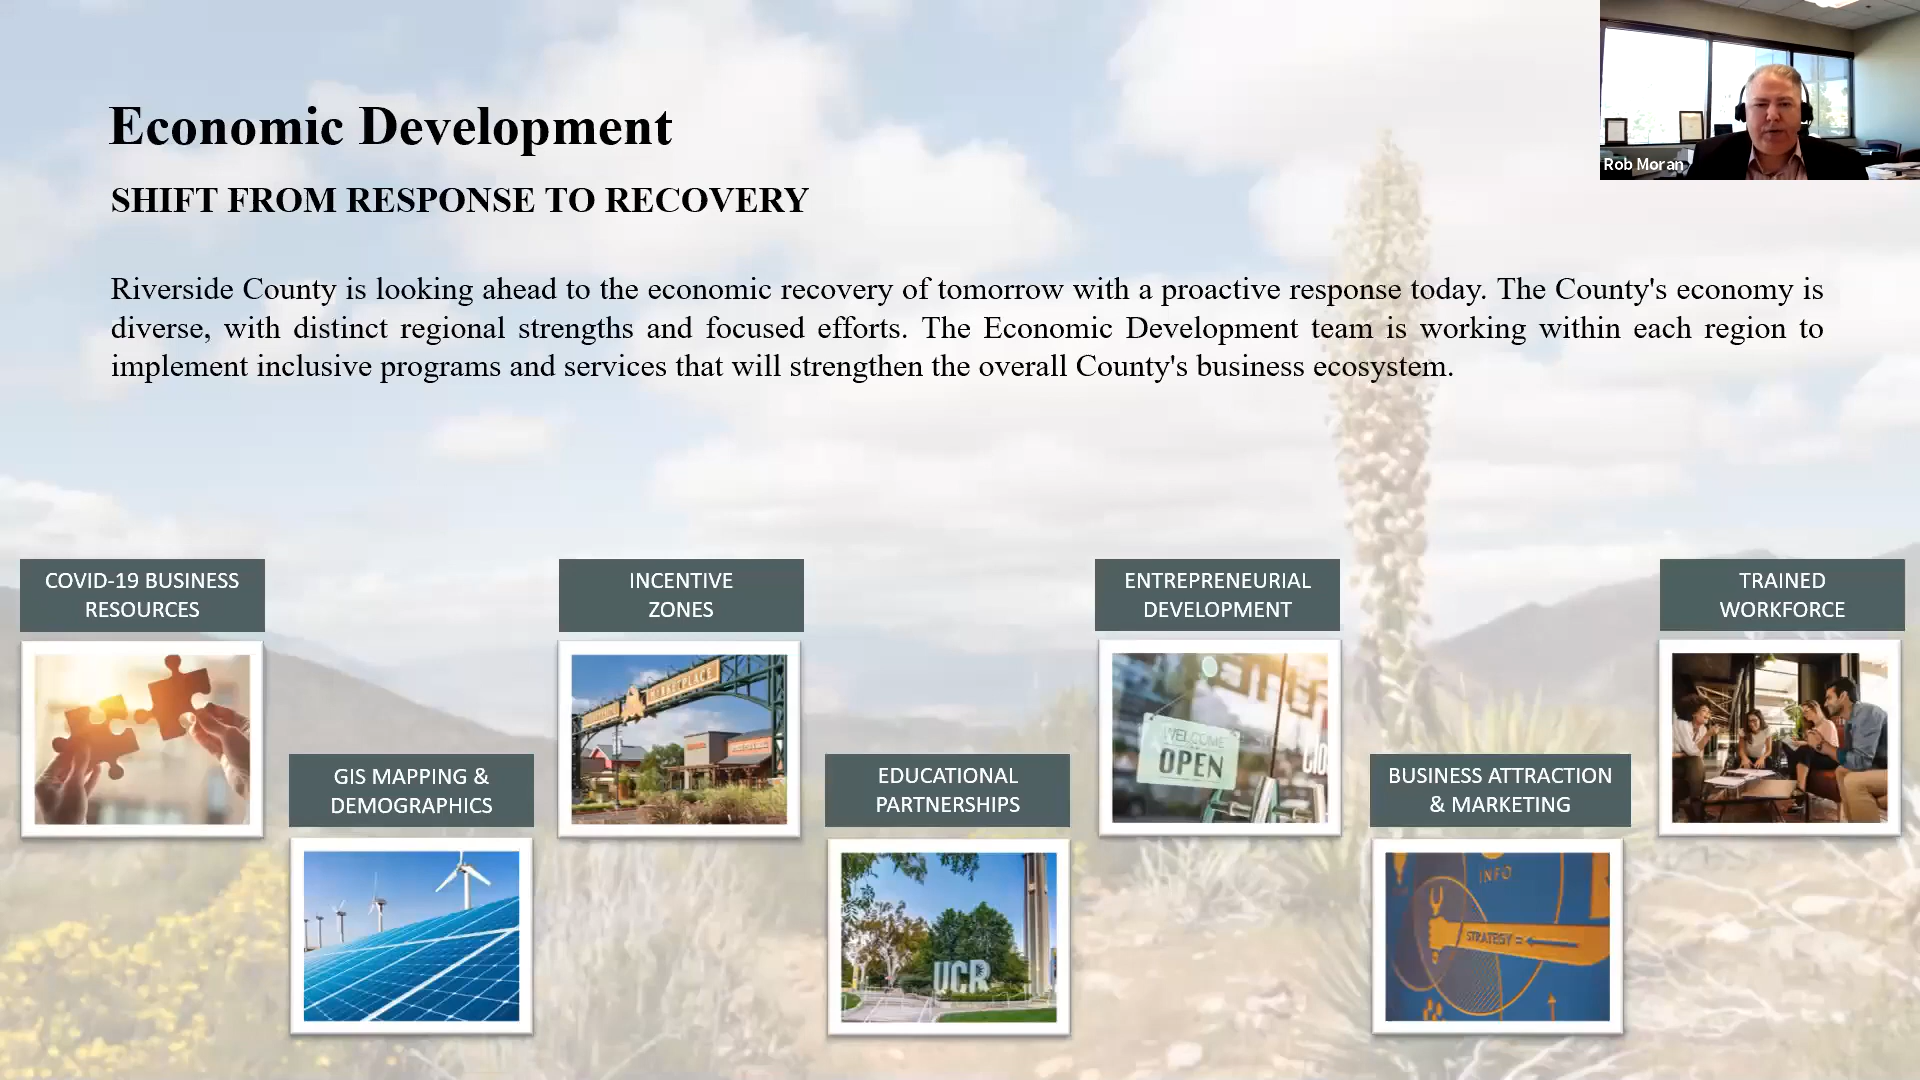 Economic Development
SHIFT FROM RESPONSE TO RECOVERY
Rob Moran
Riverside County is looking ahead to the economic recovery of tomorrow with a proactive response today. The County's economy is
diverse, with distinct regional strengths and focused efforts. The Economic Development team is working within each region to
implement inclusive programs and services that will strengthen the overall County's business ecosystem.
COVID-19 BUSINESS
RESOURCES
INCENTIVE
ZONES
MARKETPLACE
ENTREPRENEURIAL
DEVELOPMENT
WELCOME
OPEN
TRAINED
WORKFORCE
GIS MAPPING &
DEMOGRAPHICS
EDUCATIONAL
PARTNERSHIPS
UCR
BUSINESS ATTRACTION
& MARKETING
INFO
STRATEGY =